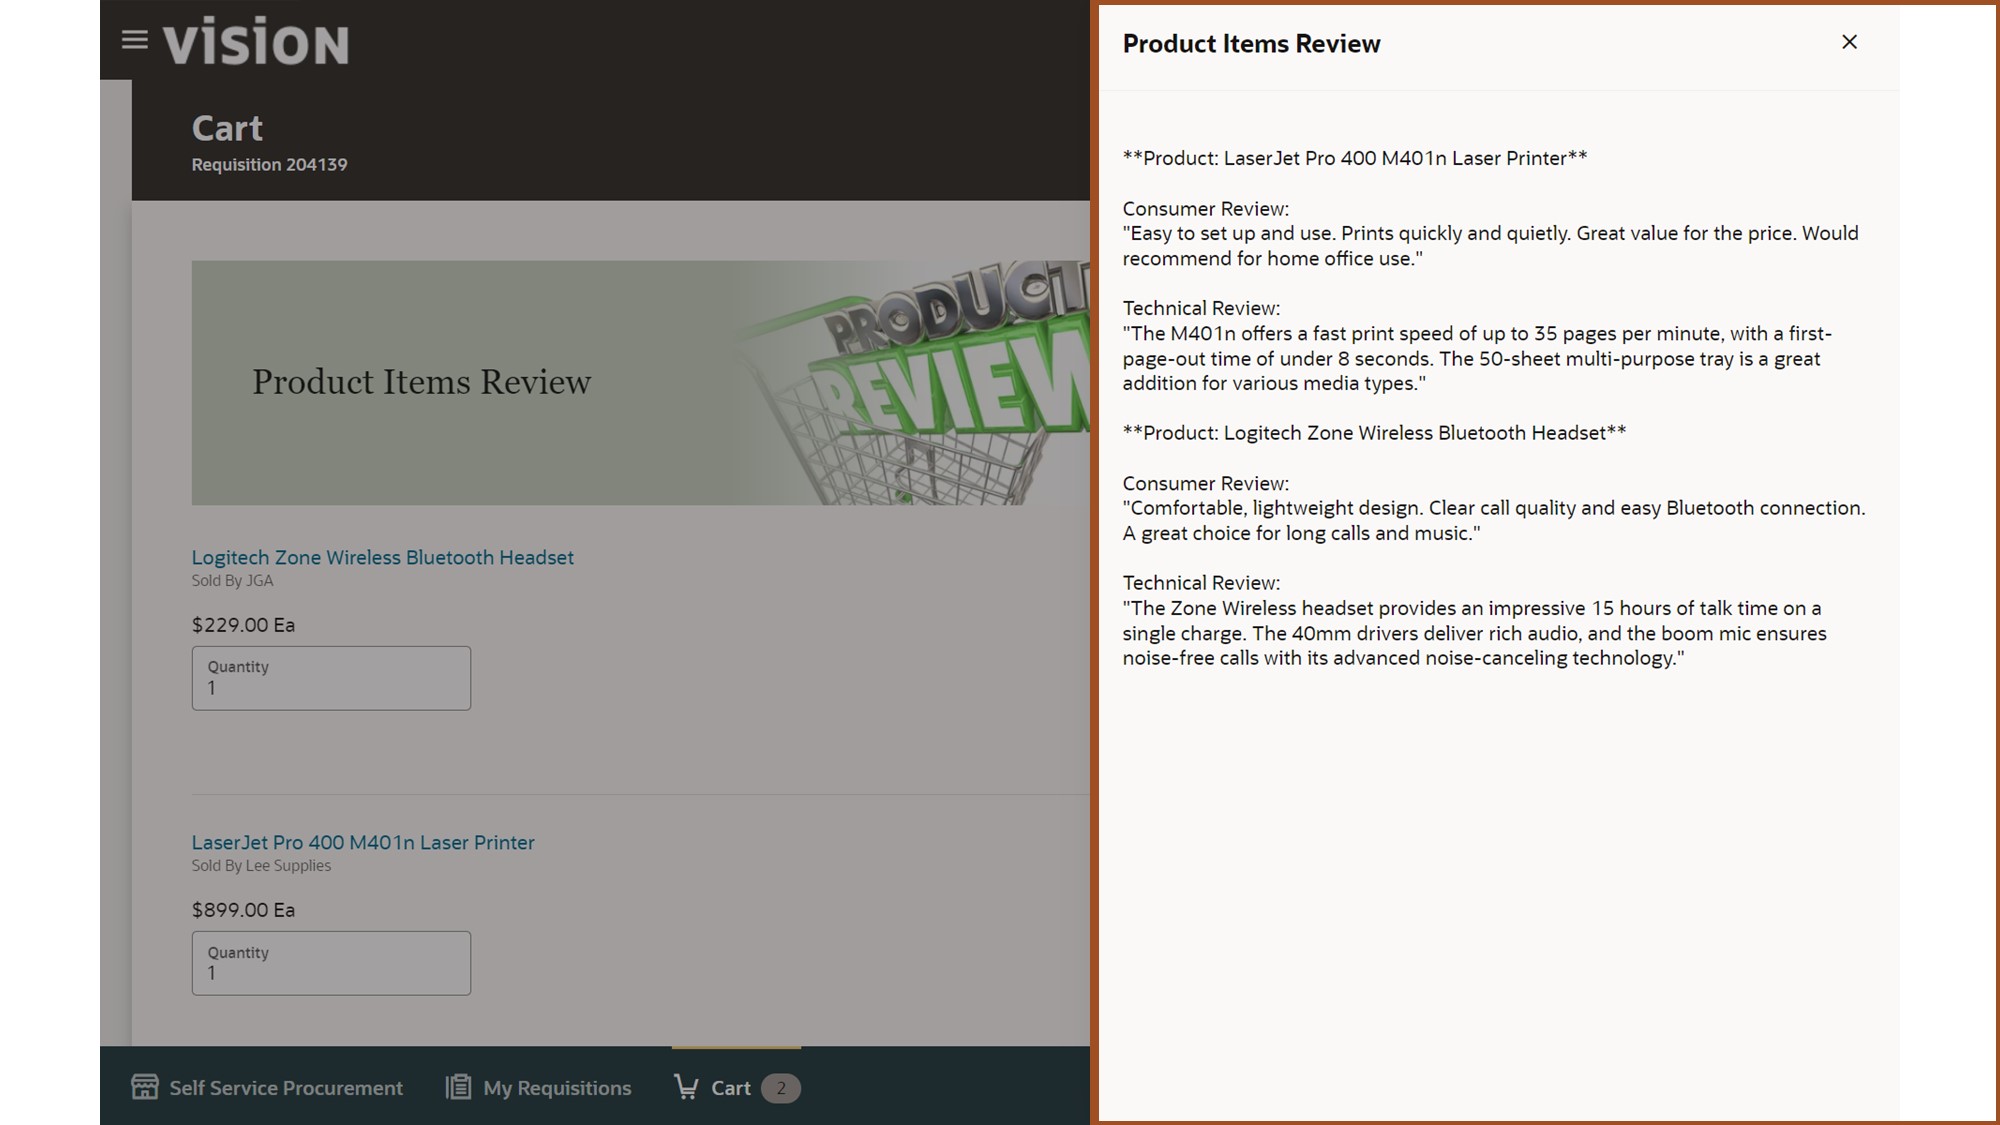 vision
Cart
Requisition 204139
PRODUCT
REVIEW
Product Items Review
Logitech Zone Wireless Bluetooth Headset
Sold By JGA
$229.00 Ea
Quantity
1
LaserJet Pro 400 M401n Laser Printer
Sold By Lee Supplies
$899.00 Ea
Quantity
1
Self Service Procurement
My Requisitions
Cart 2
Product Items Review
**Product: LaserJet Pro 400 M401n Laser Printer**
Consumer Review:
"Easy to set up and use. Prints quickly and quietly. Great value for the price. Would
recommend for home office use."
Technical Review:
"The M401n offers a fast print speed of up to 35 pages per minute, with a first-
page-out time of under 8 seconds. The 50-sheet multi-purpose tray is a great
addition for various media types."
**Product: Logitech Zone Wireless Bluetooth Headset**
Consumer Review:
"Comfortable, lightweight design. Clear call quality and easy Bluetooth connection.
A great choice for long calls and music."
Technical Review:
"The Zone Wireless headset provides an impressive 15 hours of talk time on a
single charge. The 40mm drivers deliver rich audio, and the boom mic ensures
noise-free calls with its advanced noise-canceling technology."